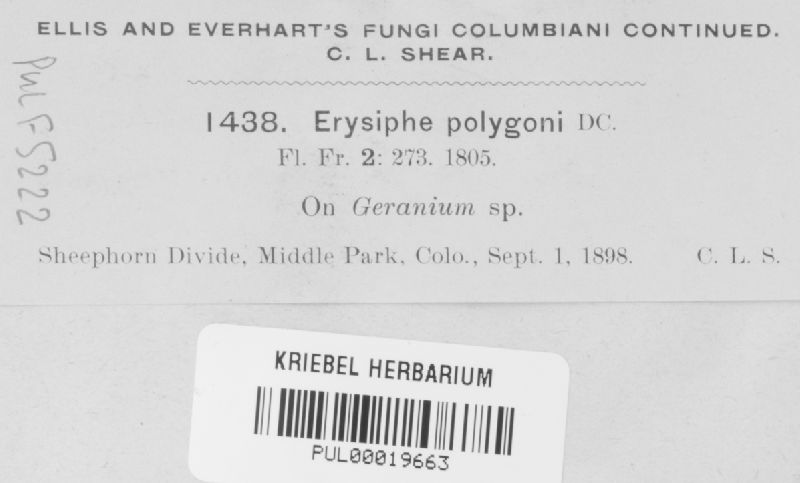 ELLIS AND EVERHART'S FUNGI COLUMBIANI CONTINUED.
C. L. SHEAR.
1438. Erysiphe polygoni DC.
Fl. Fr. 2: 273. 1805.
On Geranium sp.
Sheephorn Divide, Middle Park, Colo., Sept. 1, 1898. C. L. S.
PUL F5222
KRIEBEL HERBARIUM
PUL00019663